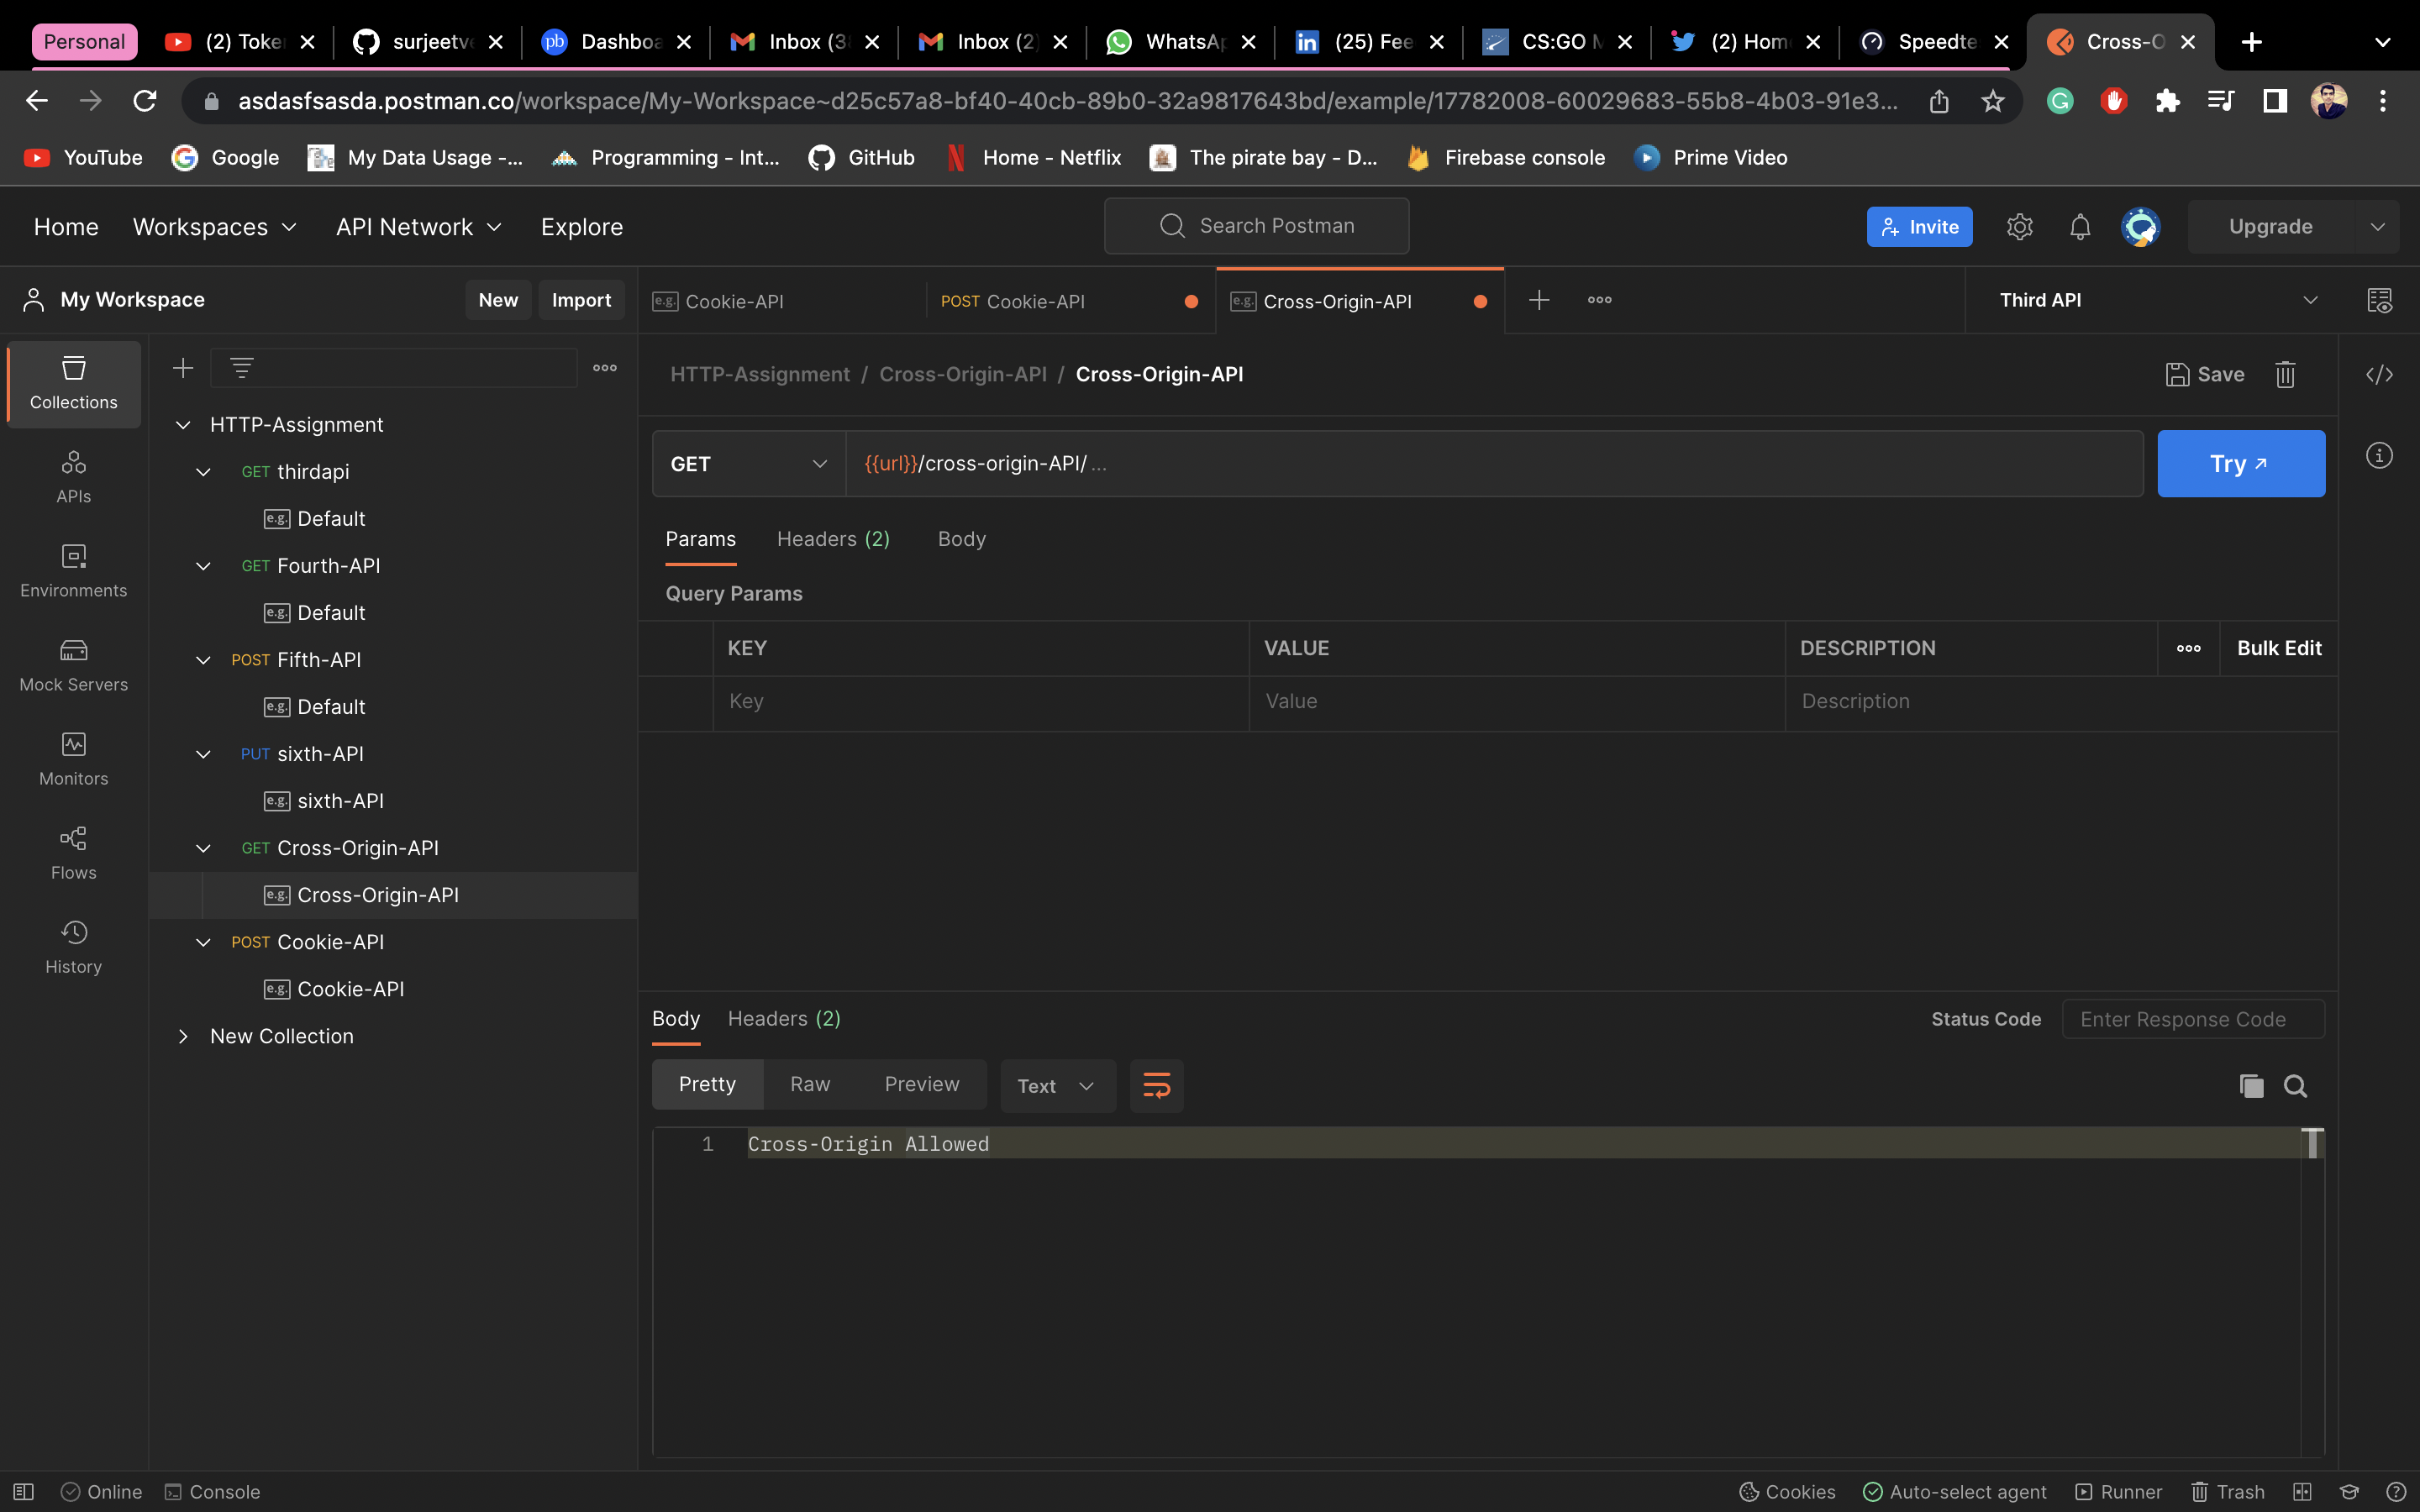 Personal (2) Toke surjeetve Dashboa Inbox (3 Inbox (2) WhatsAp (25) Fee CS:GO M (2) Hom Speedte Cross-O
asdasfsasda.postman.co/workspace/My-Workspace~d25c57a8-bf40-40cb-89b0-32a9817643bd/example/17782008-60029683-55b8-4b03-91e3...
YouTube Google My Data Usage -... Programming - Int... GitHub Home - Netflix The pirate bay - D... Firebase console Prime Video
Home Workspaces API Network Explore Search Postman Invite Upgrade
My Workspace New Import e.g. Cookie-API POST Cookie-API e.g. Cross-Origin-API Third API
Collections
APIs
Environments
Mock Servers
Monitors
Flows
History
HTTP-Assignment
GET thirdapi
e.g. Default
GET Fourth-API
e.g. Default
POST Fifth-API
e.g. Default
PUT sixth-API
e.g. sixth-API
GET Cross-Origin-API
e.g. Cross-Origin-API
POST Cookie-API
e.g. Cookie-API
New Collection
HTTP-Assignment / Cross-Origin-API / Cross-Origin-API Save
GET {{url}}/cross-origin-API/ ... Try
Params Headers (2) Body
Query Params
KEY VALUE DESCRIPTION Bulk Edit
Key Value Description
Body Headers (2) Status Code Enter Response Code
Pretty Raw Preview Text
1 Cross-Origin Allowed
Online Console Cookies Auto-select agent Runner Trash